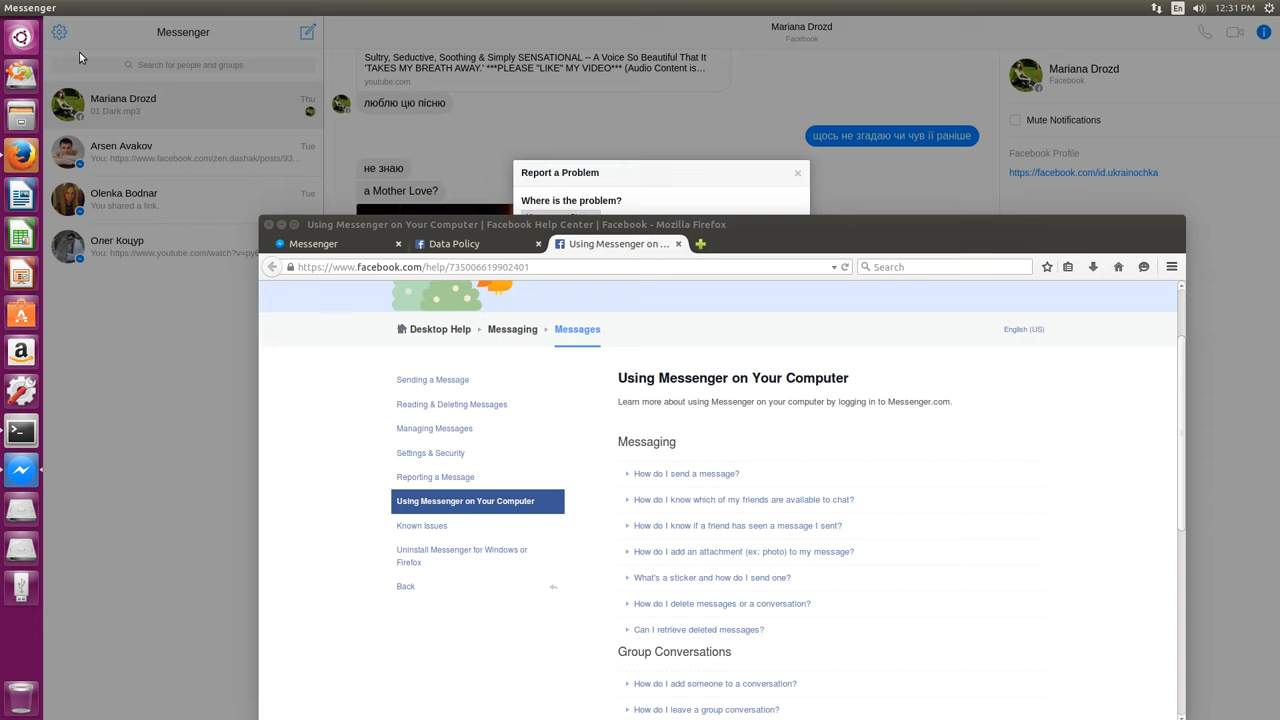 Messenger
En
12:31 PM
Messenger
Search for people and groups
Mariana Drozd
Thu
01 Dark.mp3
Arsen Avakov
Tue
You: https://www.facebook.com/zen.dashak/posts/93...
Olenka Bodnar
Tue
You shared a link.
Олег Коцур
You: https://www.youtube.com/watch?v=py
Mariana Drozd
Facebook
Sultry, Seductive, Soothing & Simply SENSATIONAL -- A Voice So Beautiful That It
'TAKES MY BREATH AWAY.' ***PLEASE "LIKE" MY VIDEO*** (Audio Content is...
youtube.com
люблю цю пісню
щось не згадаю чи чув її раніше
не знаю
a Mother Love?
Mariana Drozd
Facebook
Mute Notifications
Facebook Profile
https://facebook.com/id.ukrainochka
Report a Problem
×
Where is the problem?
Using Messenger on Your Computer | Facebook Help Center | Facebook - Mozilla Firefox
Messenger
Data Policy
Using Messenger on ...
https://www.facebook.com/help/735006619902401
Search
Desktop Help
Messaging
Messages
English (US)
Sending a Message
Reading & Deleting Messages
Managing Messages
Settings & Security
Reporting a Message
Using Messenger on Your Computer
Known Issues
Uninstall Messenger for Windows or
Firefox
Back
Using Messenger on Your Computer
Learn more about using Messenger on your computer by logging in to Messenger.com.
Messaging
How do I send a message?
How do I know which of my friends are available to chat?
How do I know if a friend has seen a message I sent?
How do I add an attachment (ex: photo) to my message?
What's a sticker and how do I send one?
How do I delete messages or a conversation?
Can I retrieve deleted messages?
Group Conversations
How do I add someone to a conversation?
How do I leave a group conversation?